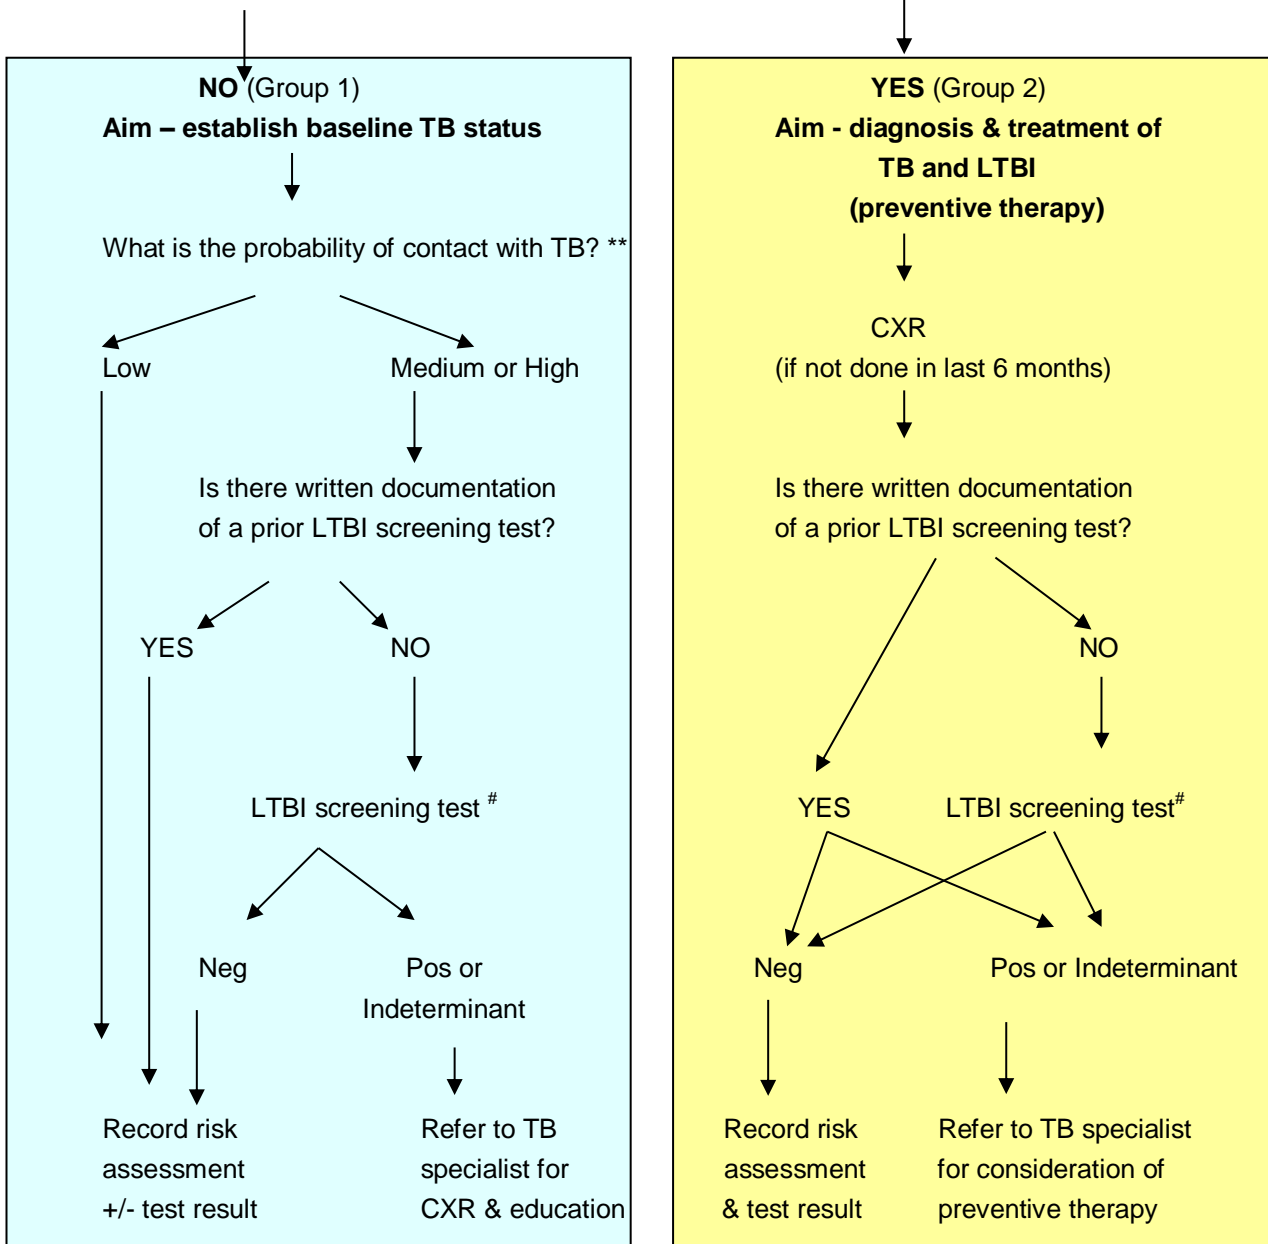 NO (Group 1)
Aim – establish baseline TB status
What is the probability of contact with TB? **
Low
Medium or High
Is there written documentation
of a prior LTBI screening test?
YES
NO
LTBI screening test #
Neg
Pos or
Indeterminant
Record risk
assessment
+/- test result
Refer to TB
specialist for
CXR & education
YES (Group 2)
Aim - diagnosis & treatment of
TB and LTBI
(preventive therapy)
CXR
(if not done in last 6 months)
Is there written documentation
of a prior LTBI screening test?
NO
YES
LTBI screening test#
Neg
Pos or Indeterminant
Record risk
assessment
& test result
Refer to TB specialist
for consideration of
preventive therapy